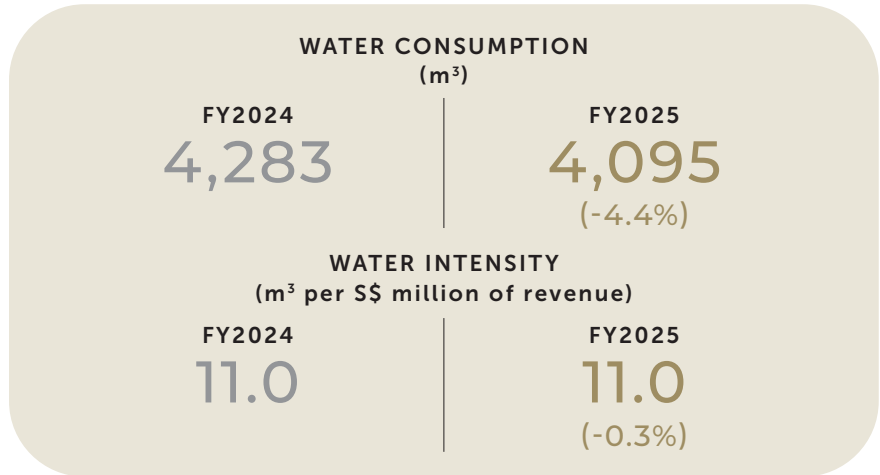 WATER CONSUMPTION
(m³)
FY2024
4,283
FY2025
4,095
(-4.4%)
WATER INTENSITY
(m³ per S$ million of revenue)
FY2024
11.0
FY2025
11.0
(-0.3%)